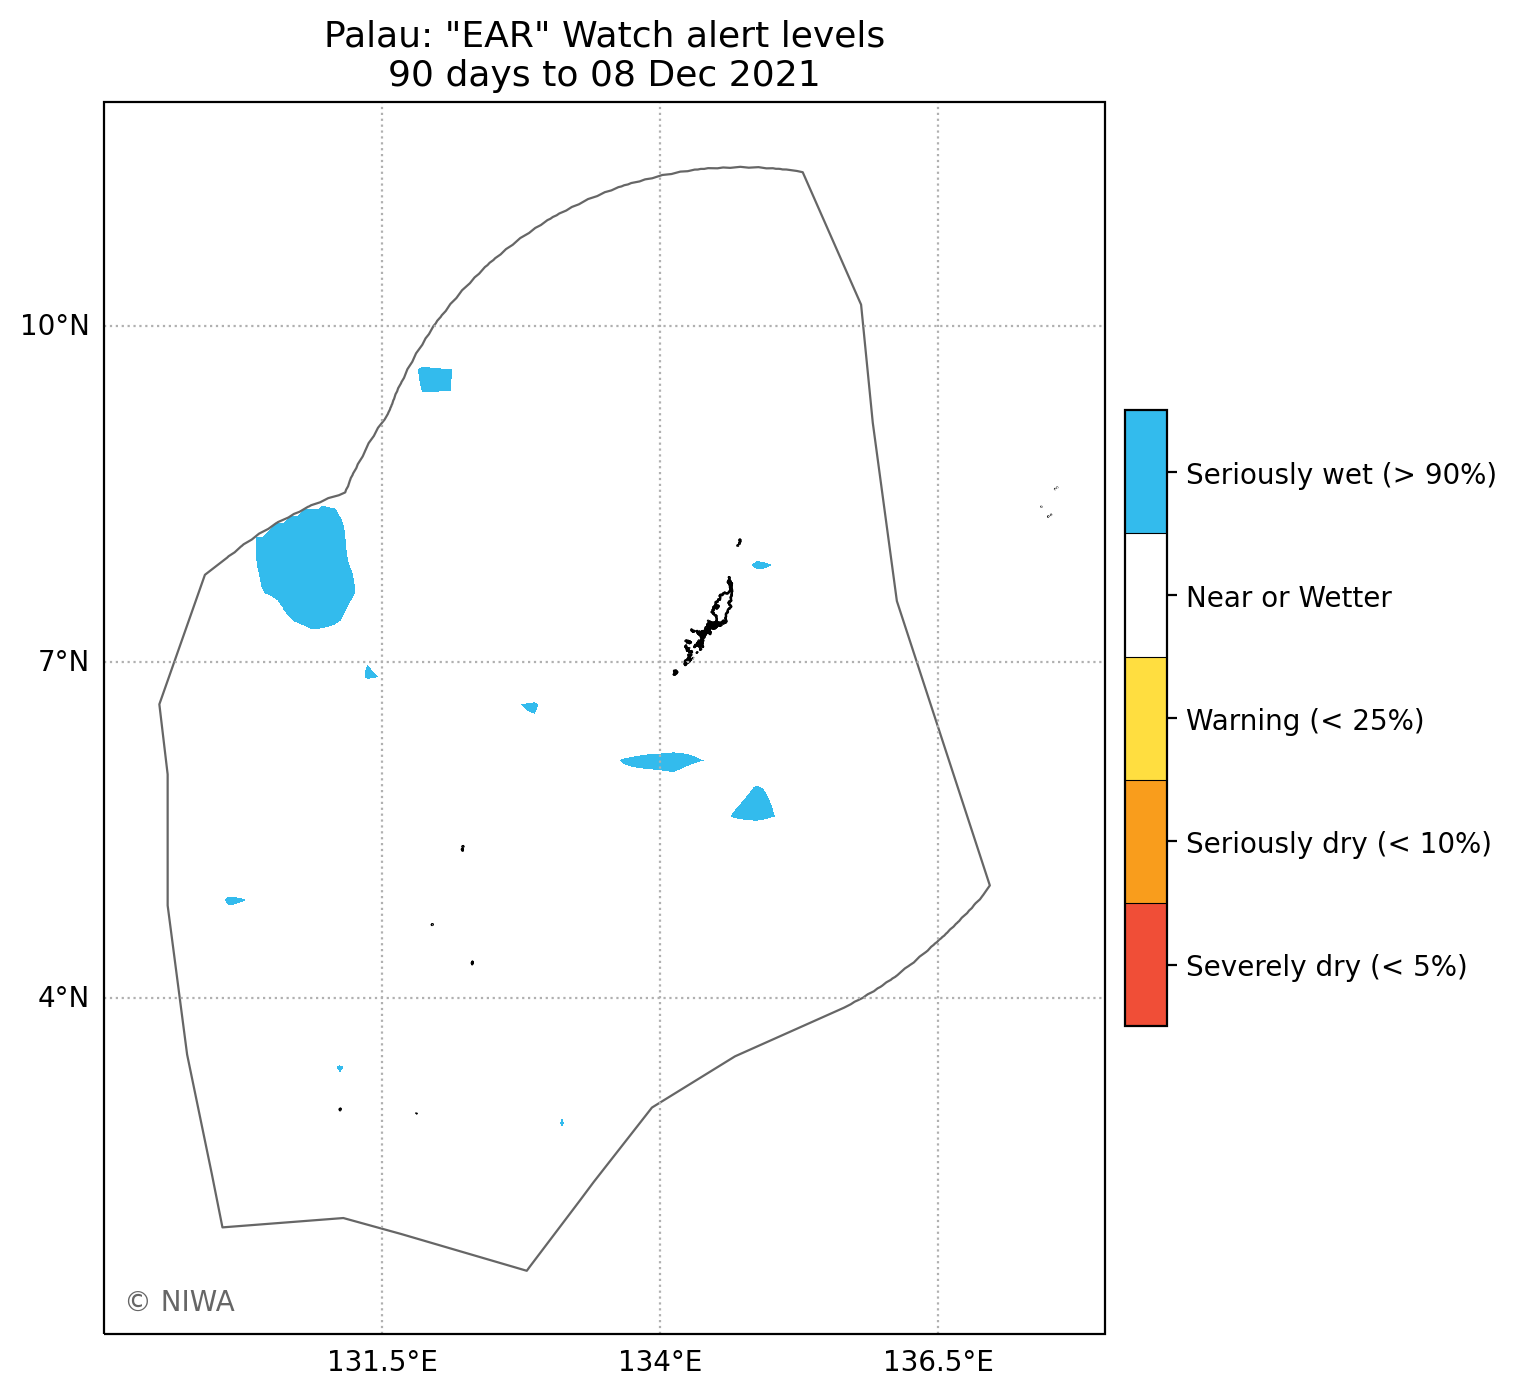 Palau: "EAR" Watch alert levels
90 days to 08 Dec 2021
10°N
7°N
4°N
131.5°E
134°E
136.5°E
Seriously wet (> 90%)
Near or Wetter
Warning (< 25%)
Seriously dry (< 10%)
Severely dry (< 5%)
© NIWA